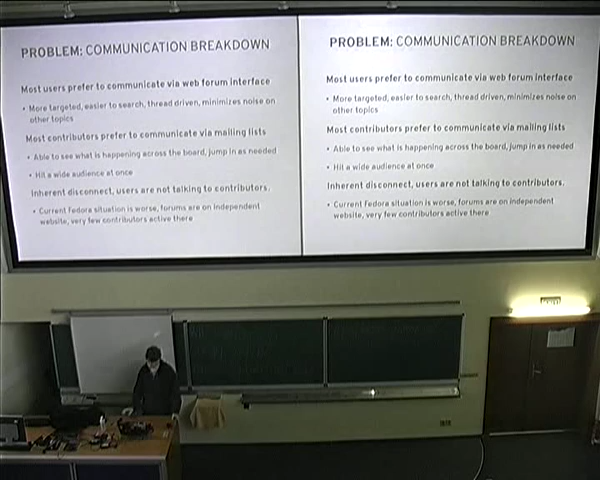 PROBLEM: COMMUNICATION BREAKDOWN
Most users prefer to communicate via web forum interface
• More targeted, easier to search, thread driven, minimizes noise on
other topics
Most contributors prefer to communicate via mailing lists
• Able to see what is happening across the board, jump in as needed
• Hit a wide audience at once
Inherent disconnect, users are not talking to contributors.
• Current Fedora situation is worse, forums are on independent
website, very few contributors active there
PROBLEM: COMMUNICATION BREAKDOWN
Most users prefer to communicate via web forum interface
• More targeted, easier to search, thread driven, minimizes noise on
other topics
Most contributors prefer to communicate via mailing lists
• Able to see what is happening across the board, jump in as needed
• Hit a wide audience at once
Inherent disconnect, users are not talking to contributors.
• Current Fedora situation is worse, forums are on independent
website, very few contributors active there